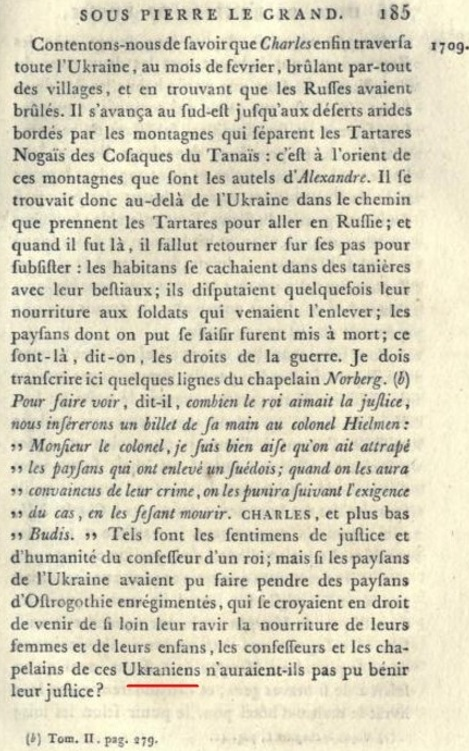 SOUS PIERRE LE GRAND. 185
Contentons-nous de ſavoir que Charles enfin traverſa 1709.
toute l'Ukraine, au mois de fevrier, brûlant par-tout
des villages, et en trouvant que les Ruſſes avaient
brûlés. Il s'avança au ſud-eſt juſqu'aux déſerts arides
bordés par les montagnes qui ſéparent les Tartares
Nogaïs des Coſaques du Tanaïs : c'eſt à l'orient de
ces montagnes que ſont les autels d'Alexandre. Il ſe
trouvait donc au-delà de l'Ukraine dans le chemin
que prennent les Tartares pour aller en Ruſſie ; et
quand il fut là, il fallut retourner ſur ſes pas pour
ſubſiſter : les habitans ſe cachaient dans des tanières
avec leur beſtiaux ; ils diſputaient quelquefois leur
nourriture aux ſoldats qui venaient l'enlever ; les
payſans dont on put ſe ſaiſir furent mis à mort ; ce
ſont-là, dit-on, les droits de la guerre. Je dois
tranſcrire ici quelques lignes du chapelain Norberg. (b)
Pour faire voir, dit-il, combien le roi aimait la juſtice,
nous inſérerons un billet de ſa main au colonel Hielmen :
„ Monſieur le colonel, je ſuis bien aiſe qu'on ait attrapé
„ les payſans qui ont enlevé un ſuédois ; quand on les aura
„ convaincus de leur crime, on les punira ſuivant l'exigence
„ du cas, en les feſant mourir. CHARLES, et plus bas
„ Budis. „ Tels ſont les ſentimens de juſtice et
d'humanité du confeſſeur d'un roi ; mais ſi les payſans
de l'Ukraine avaient pu faire pendre des payſans
d'Oſtrogothie enrégimentés, qui ſe croyaient en droit
de venir de ſi loin leur ravir la nourriture de leurs
femmes et de leurs enfans, les confeſſeurs et les cha-
pelains de ces Ukraniens n'auraient-ils pas pu bénir
leur juſtice ?
(b) Tom. II. pag. 279.